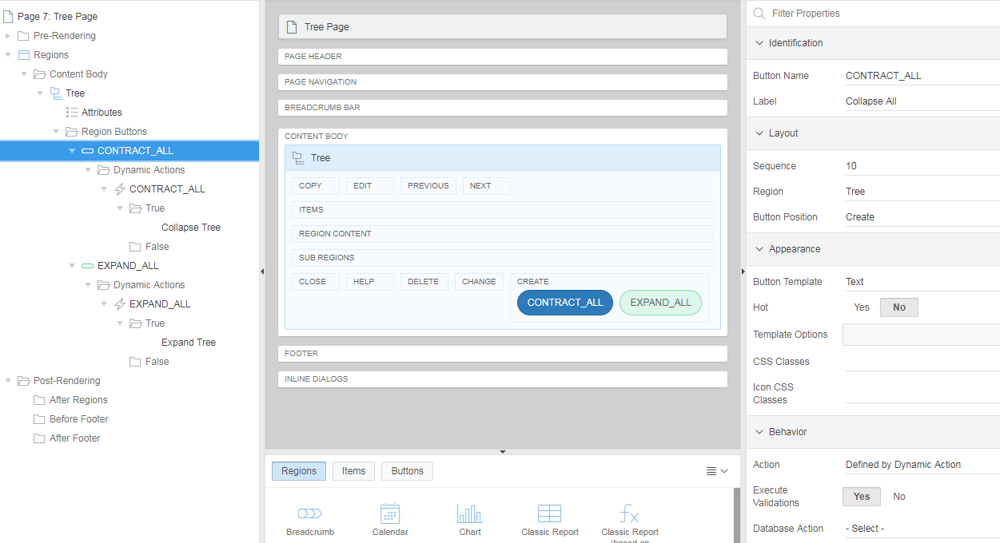 Page 7: Tree Page
Pre-Rendering
Regions
Content Body
Tree
Attributes
Region Buttons
CONTRACT_ALL
Dynamic Actions
CONTRACT_ALL
True
Collapse Tree
False
EXPAND_ALL
Dynamic Actions
EXPAND_ALL
True
Expand Tree
False
Post-Rendering
After Regions
Before Footer
After Footer
Tree Page
PAGE HEADER
PAGE NAVIGATION
BREADCRUMB BAR
CONTENT BODY
Tree
COPY EDIT PREVIOUS NEXT
ITEMS
REGION CONTENT
SUB REGIONS
CLOSE HELP DELETE CHANGE CREATE
CONTRACT_ALL EXPAND_ALL
FOOTER
INLINE DIALOGS
Regions Items Buttons
Breadcrumb Calendar Chart Classic Report Classic Report
(based on
Filter Properties
Identification
Button Name CONTRACT_ALL
Label Collapse All
Layout
Sequence 10
Region Tree
Button Position Create
Appearance
Button Template Text
Hot Yes No
Template Options
CSS Classes
Icon CSS
Classes
Behavior
Action Defined by Dynamic Action
Execute
Validations Yes No
Database Action - Select -